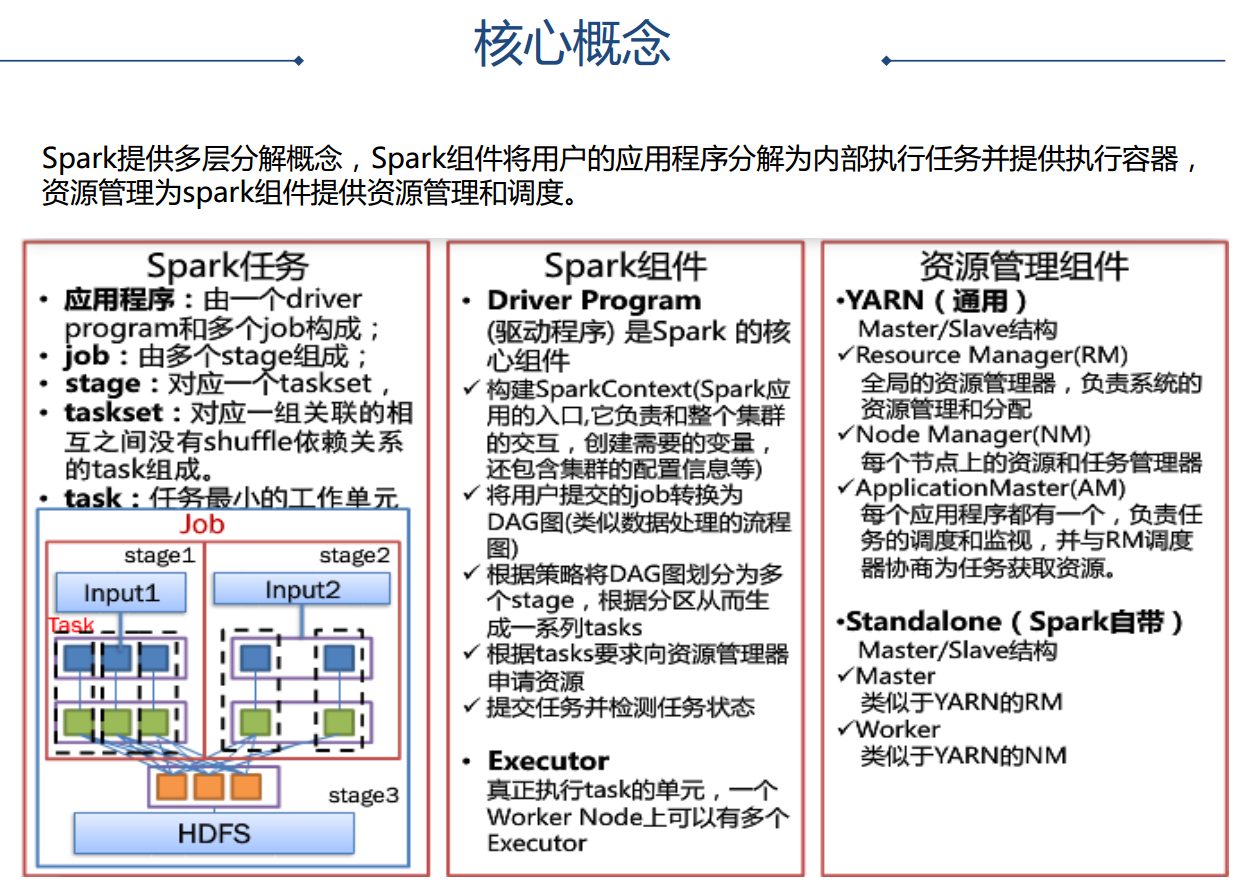 核心概念
Spark提供多层分解概念，Spark组件将用户的应用程序分解为内部执行任务并提供执行容器，
资源管理为spark组件提供资源管理和调度。
Spark任务
• 应用程序：由一个driver
program和多个job构成；
• job：由多个stage组成；
• stage：对应一个taskset，
• taskset：对应一组关联的相
互之间没有shuffle依赖关系
的task组成。
• task：任务最小的工作单元
Job
stage1
stage2
Input1
Input2
Task
stage3
HDFS
Spark组件
• Driver Program
(驱动程序) 是Spark 的核
心组件
✓ 构建SparkContext(Spark应
用的入口,它负责和整个集群
的交互，创建需要的变量，
还包含集群的配置信息等)
✓ 将用户提交的job转换为
DAG图(类似数据处理的流程
图)
✓ 根据策略将DAG图划分为多
个stage，根据分区从而生
成一系列tasks
✓ 根据tasks要求向资源管理器
申请资源
✓ 提交任务并检测任务状态
• Executor
真正执行task的单元，一个
Worker Node上可以有多个
Executor
资源管理组件
•YARN（通用）
Master/Slave结构
✓Resource Manager(RM)
全局的资源管理器，负责系统的
资源管理和分配
✓Node Manager(NM)
每个节点上的资源和任务管理器
✓ApplicationMaster(AM)
每个应用程序都有一个，负责任
务的调度和监视，并与RM调度
器协商为任务获取资源。
•Standalone（Spark自带）
Master/Slave结构
✓Master
类似于YARN的RM
✓Worker
类似于YARN的NM